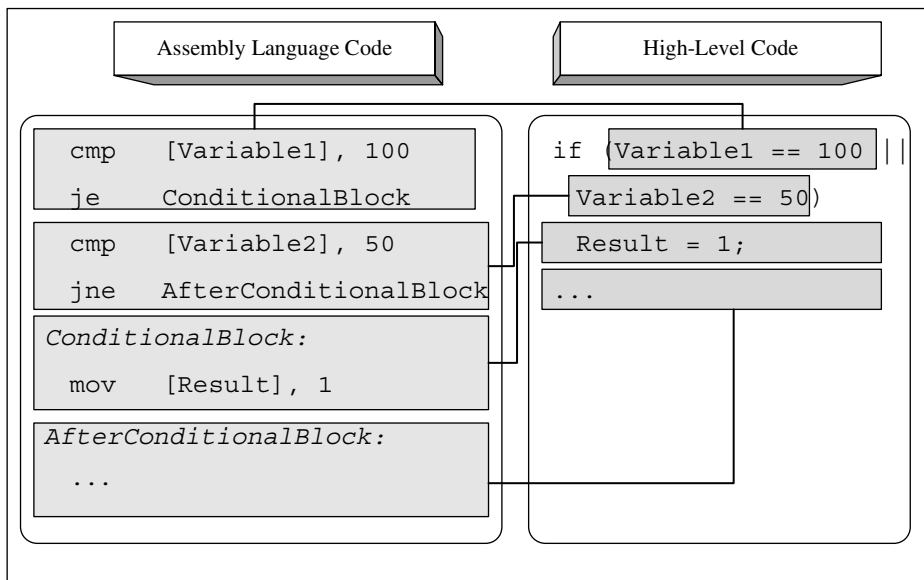 Assembly Language Code
High-Level Code
cmp [Variable1], 100
je ConditionalBlock
cmp [Variable2], 50
jne AfterConditionalBlock
ConditionalBlock:
mov [Result], 1
AfterConditionalBlock:
...
if (Variable1 == 100 ||
Variable2 == 50)
Result = 1;
...